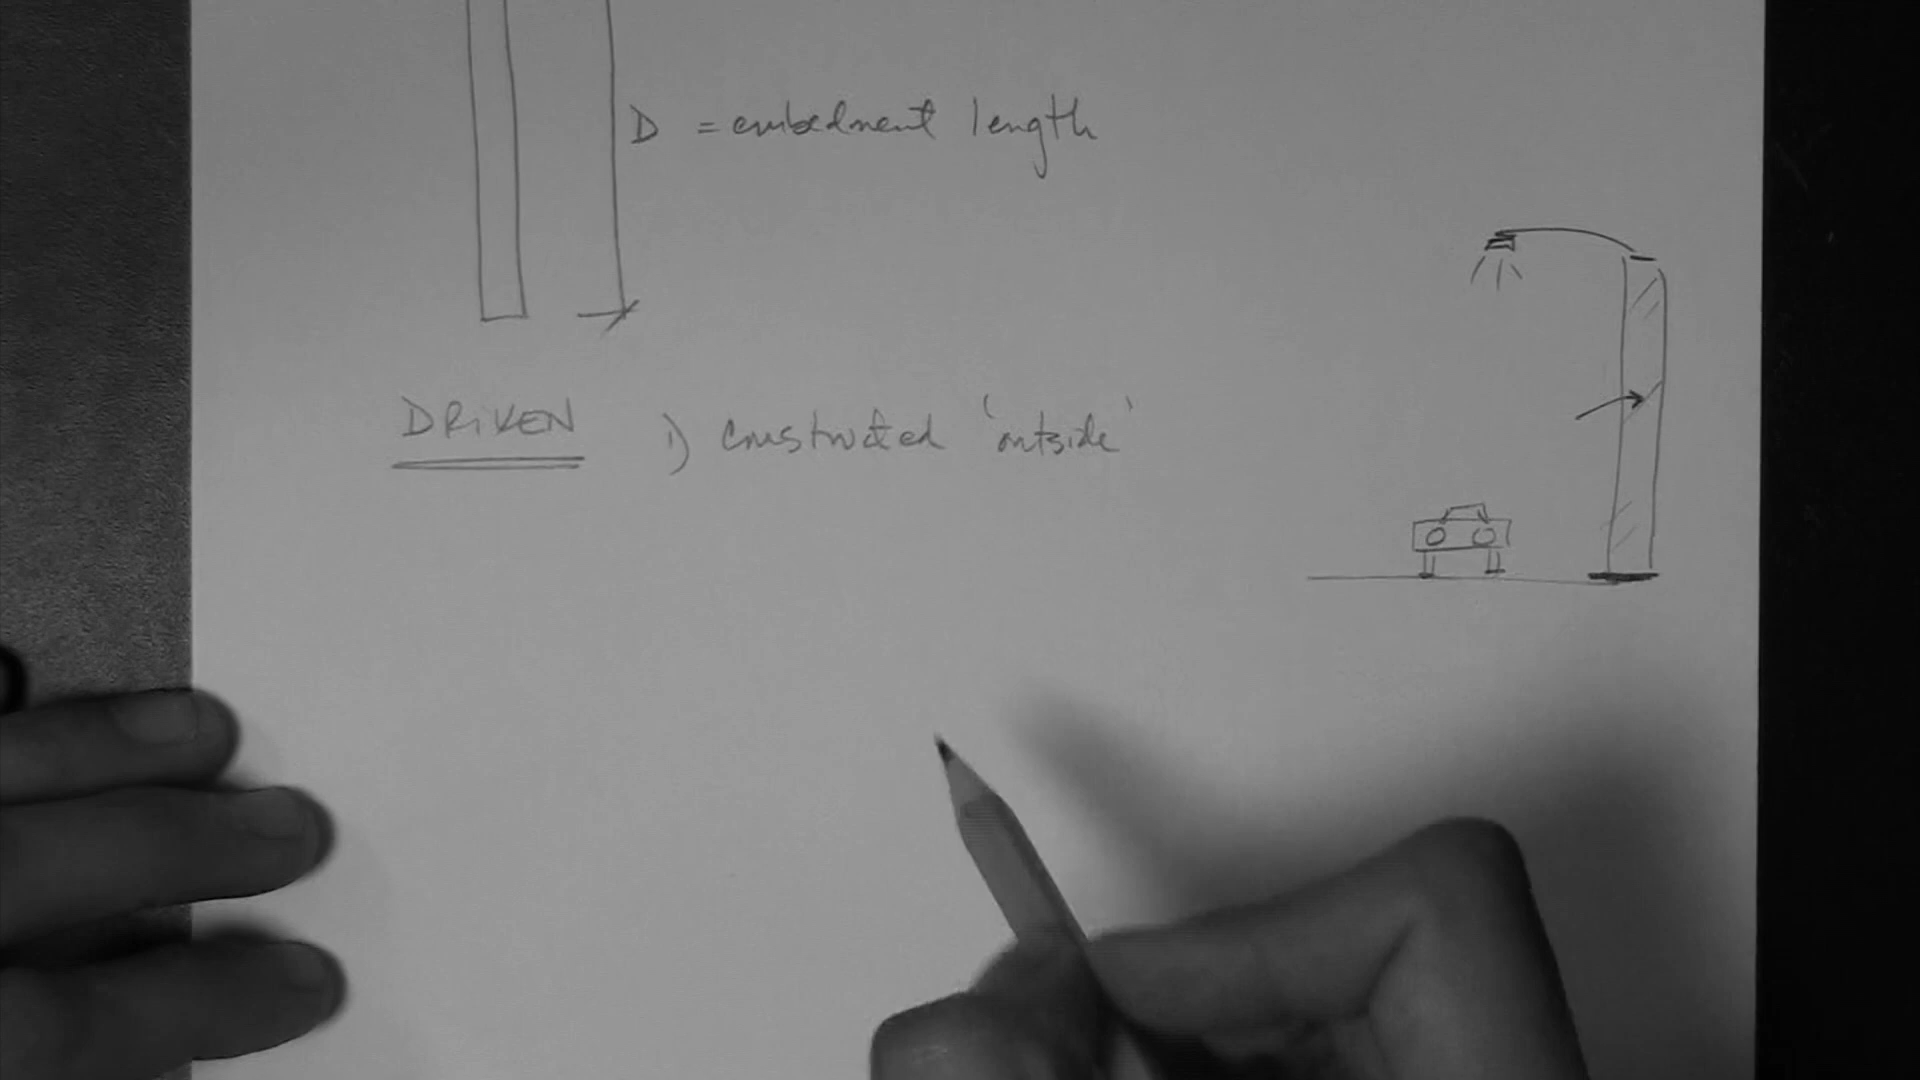 D = embedment length
DRIVEN 1) constructed 'outside'